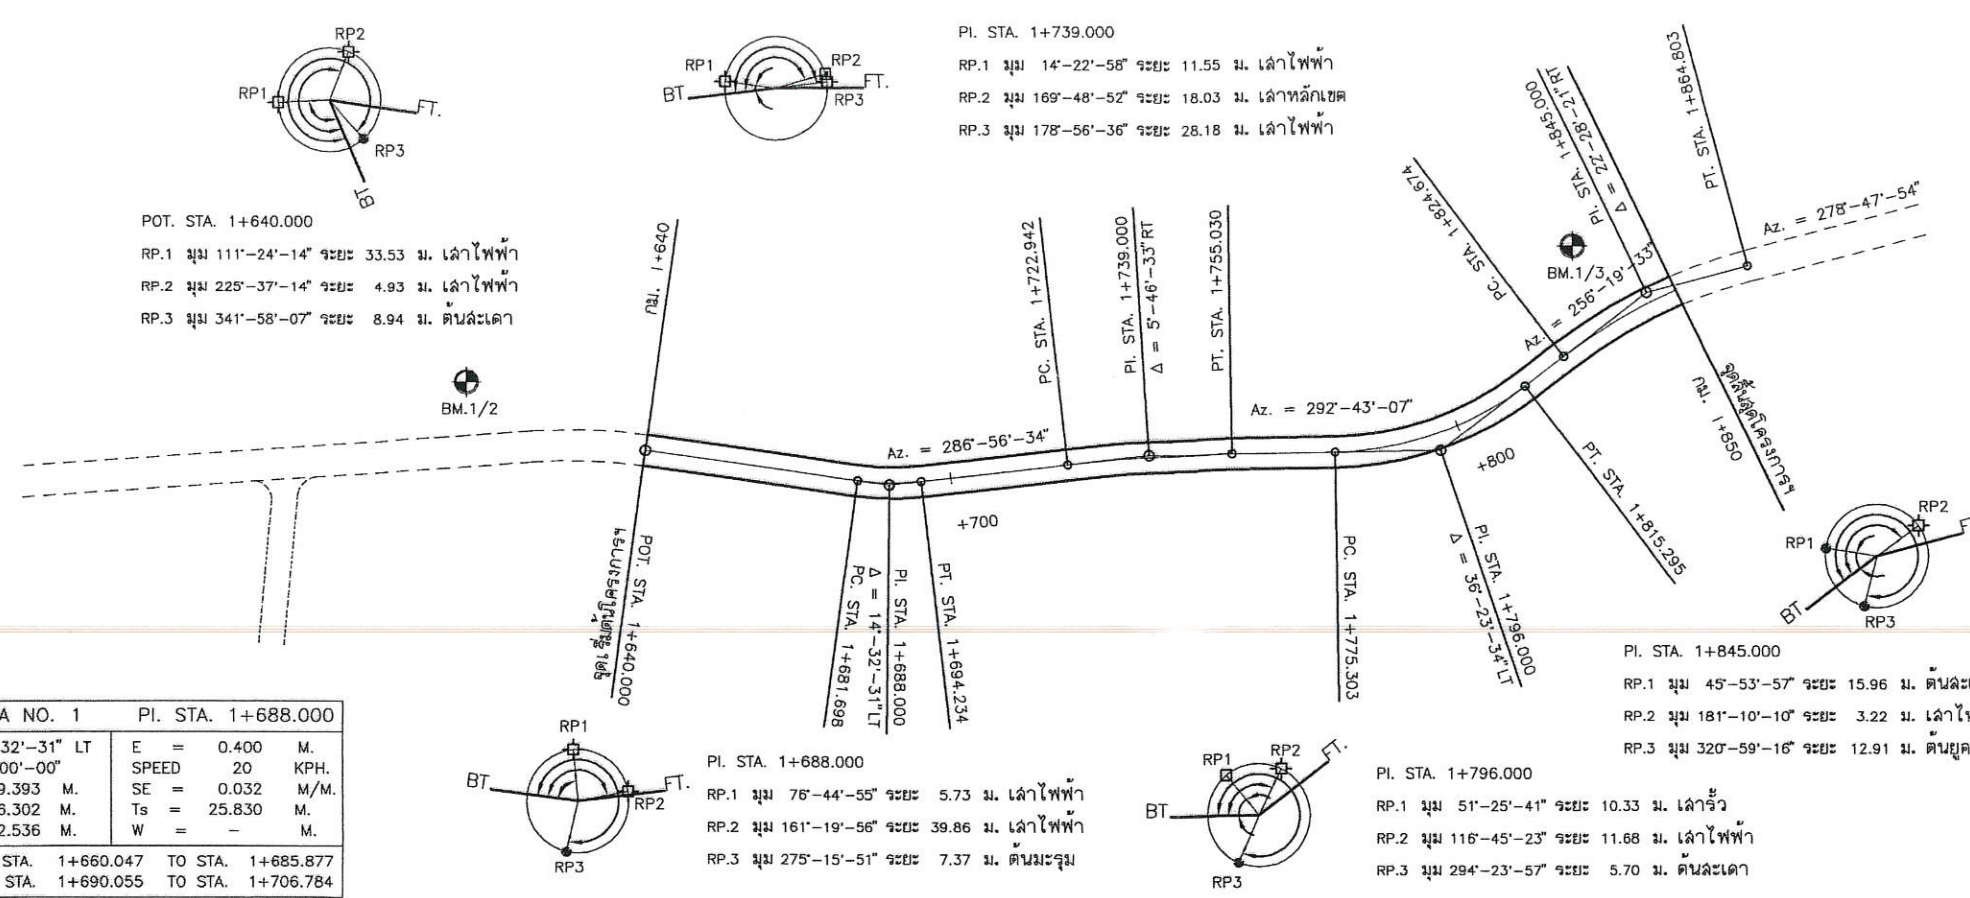 RP2
RP1
FT.
RP3
BT
POT. STA. 1+640.000
RP.1 มุม 111°-24'-14" ระยะ 33.53 ม. เสาไฟฟ้า
RP.2 มุม 225°-37'-14" ระยะ 4.93 ม. เสาไฟฟ้า
RP.3 มุม 341°-58'-07" ระยะ 8.94 ม. ต้นสะเดา
RP1
RP2
BT
FT.
RP3
PI. STA. 1+739.000
RP.1 มุม 14°-22'-58" ระยะ 11.55 ม. เสาไฟฟ้า
RP.2 มุม 169°-48'-52" ระยะ 18.03 ม. เสาหลักเขต
RP.3 มุม 178°-56'-36" ระยะ 28.18 ม. เสาไฟฟ้า
BM.1/2
กม. 1+640
POT. STA. 1+640.000
Az. = 286°-56'-34"
+700
PC. STA. 1+681.698
Δ = 14°-32'-31"LT
PI. STA. 1+688.000
PT. STA. 1+694.234
PC. STA. 1+722.942
PI. STA. 1+739.000
Δ = 5°-46'-33"RT
PT. STA. 1+755.030
Az. = 292°-43'-07"
PC. STA. 1+775.303
PI. STA. 1+796.000
Δ = 36°-23'-34"LT
+800
PT. STA. 1+815.295
PC. STA. 1+824.674
PI. STA. 1+845.000
Δ = 22°-28'-21"RT
PT. STA. 1+864.803
BM.1/3
Az. = 256°-19'-33"
Az. = 278°-47'-54"
จุดสิ้นสุดโครงการฯ
กม. 1+850
RP2
RP1
BT
RP3
PI. STA. 1+845.000
RP.1 มุม 45°-53'-57" ระยะ 15.96 ม.
RP.2 มุม 181°-10'-10" ระยะ 3.22 ม.
RP.3 มุม 320°-59'-16" ระยะ 12.91 ม.
A NO. 1 PI. STA. 1+688.000
32'-31" LT E = 0.400 M.
00'-00" SPEED 20 KPH.
9.393 M. SE = 0.032 M/M.
6.302 M. Ts = 25.830 M.
2.536 M. W = - M.
STA. 1+660.047 TO STA. 1+685.877
STA. 1+690.055 TO STA. 1+706.784
RP1
BT
FT.
RP2
RP3
PI. STA. 1+688.000
RP.1 มุม 76°-44'-55" ระยะ 5.73 ม. เสาไฟฟ้า
RP.2 มุม 161°-19'-56" ระยะ 39.86 ม. เสาไฟฟ้า
RP.3 มุม 275°-15'-51" ระยะ 7.37 ม. ต้นมะรุม
RP1
RP2
FT.
BT
RP3
PI. STA. 1+796.000
RP.1 มุม 51°-25'-41" ระยะ 10.33 ม. เสารั้ว
RP.2 มุม 116°-45'-23" ระยะ 11.68 ม. เสาไฟฟ้า
RP.3 มุม 294°-23'-57" ระยะ 5.70 ม. ต้นสะเดา